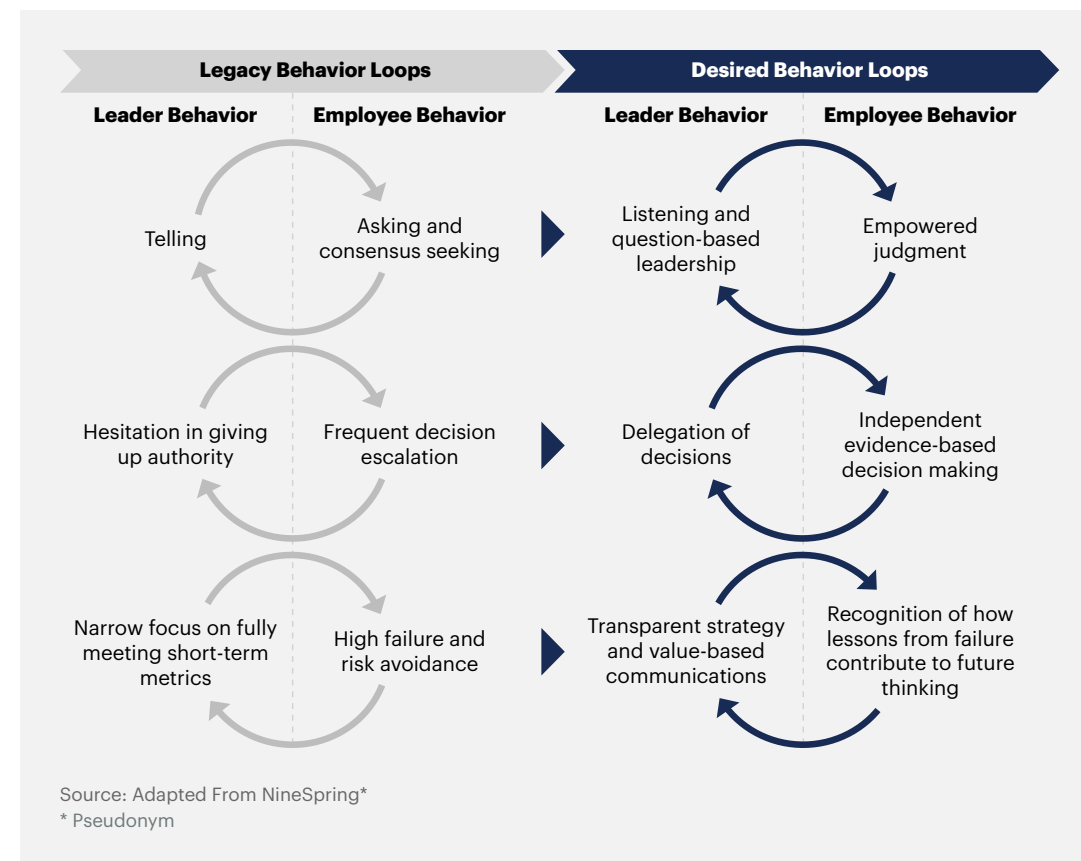 Legacy Behavior Loops
Desired Behavior Loops
Leader Behavior
Employee Behavior
Leader Behavior
Employee Behavior
Telling
Asking and
consensus seeking
Listening and
question-based
leadership
Empowered
judgment
Hesitation in giving
up authority
Frequent decision
escalation
Delegation of
decisions
Independent
evidence-based
decision making
Narrow focus on fully
meeting short-term
metrics
High failure and
risk avoidance
Transparent strategy
and value-based
communications
Recognition of how
lessons from failure
contribute to future
thinking
Source: Adapted From NineSpring*
* Pseudonym